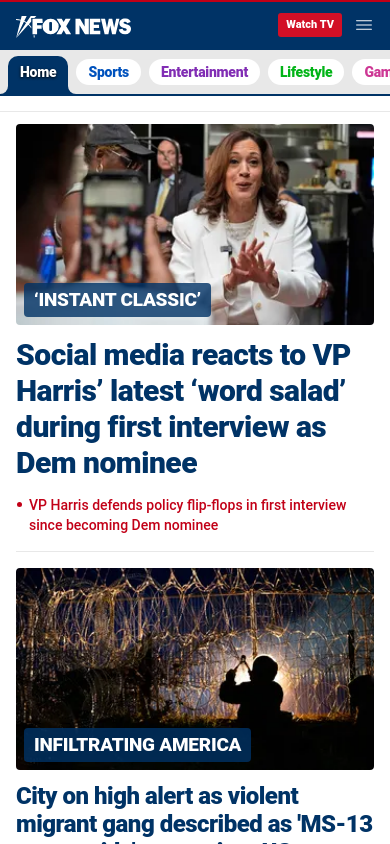 FOX NEWS
Watch TV
Home Sports Entertainment Lifestyle
‘INSTANT CLASSIC’
Social media reacts to VP
Harris’ latest ‘word salad’
during first interview as
Dem nominee
• VP Harris defends policy flip-flops in first interview
since becoming Dem nominee
INFILTRATING AMERICA
City on high alert as violent
migrant gang described as 'MS-13